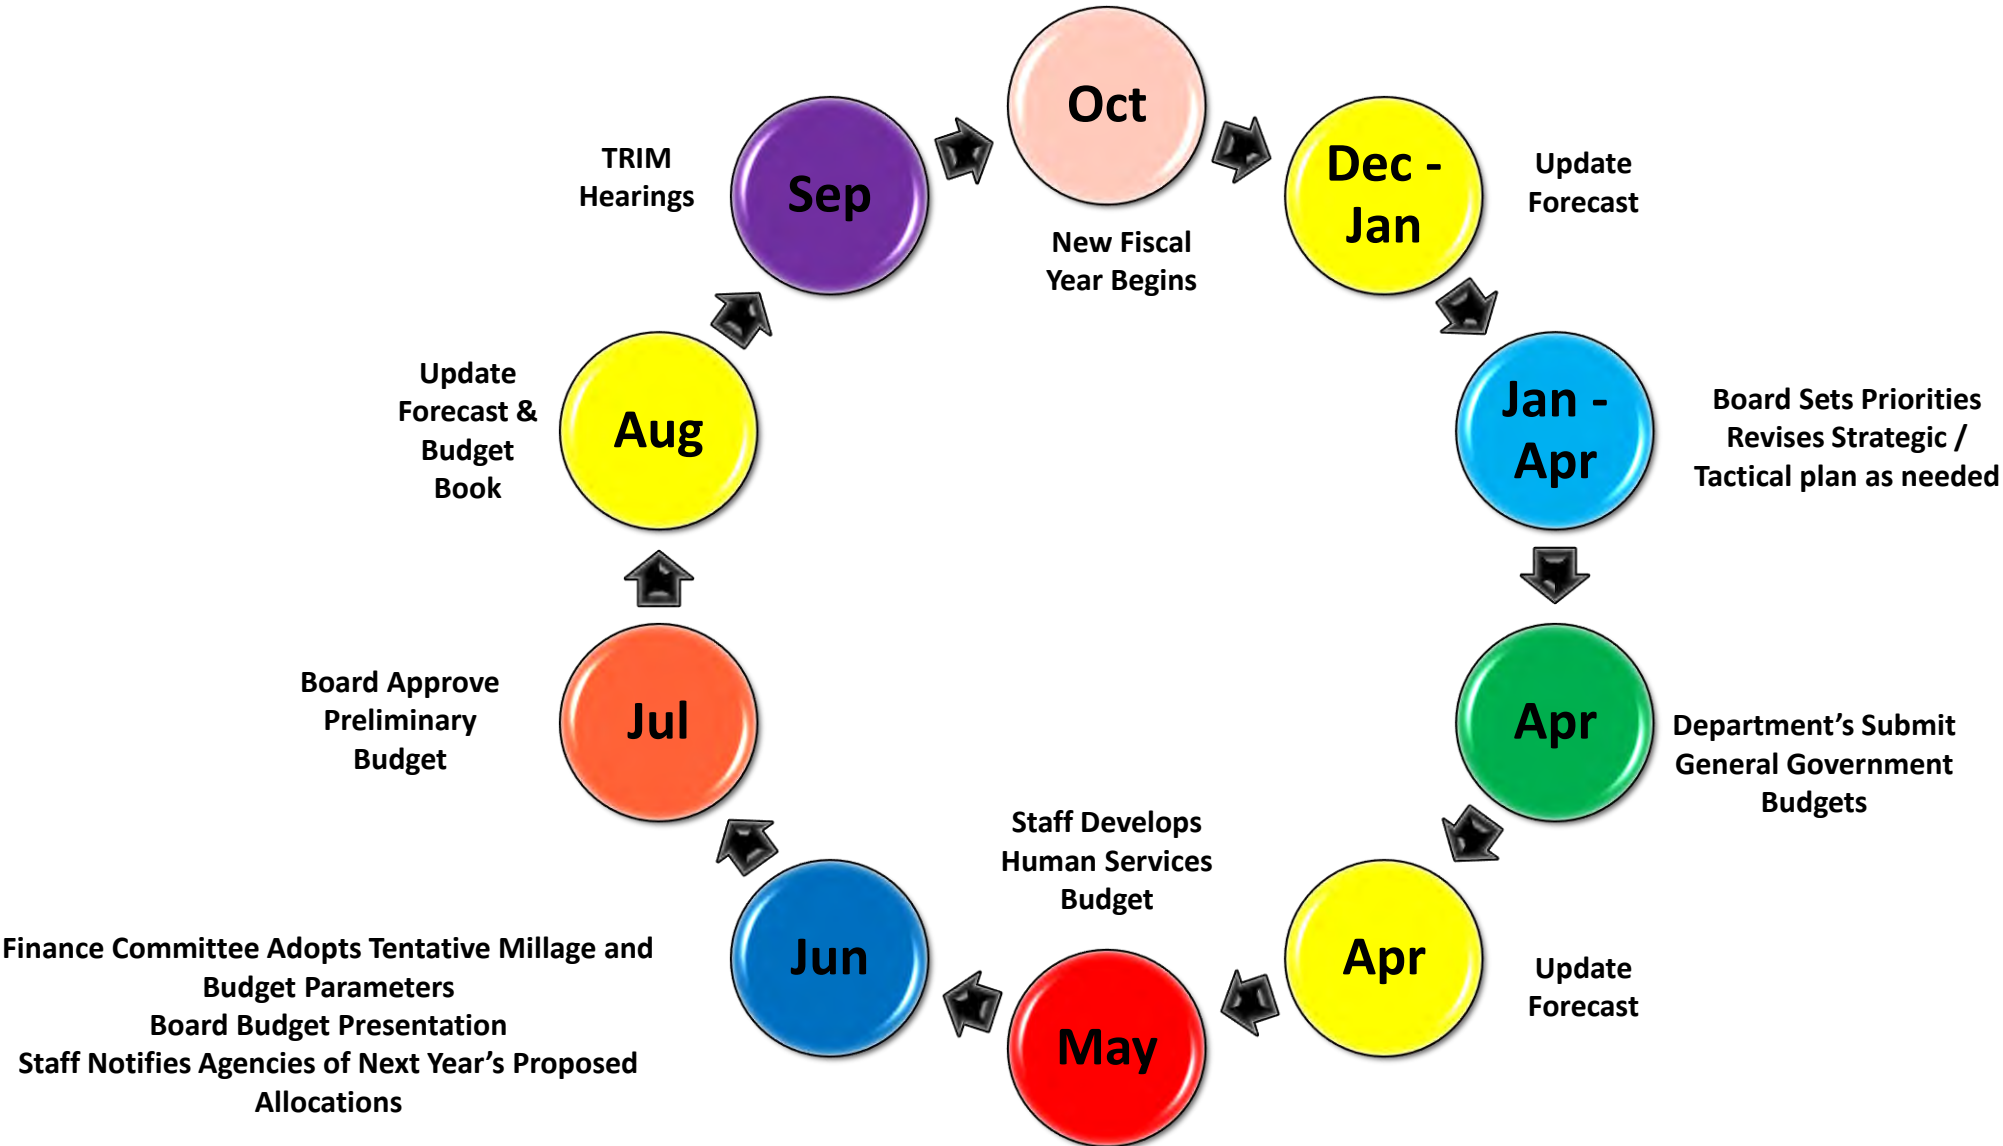 Oct
New Fiscal
Year Begins
Dec -
Jan
Update
Forecast
Jan -
Apr
Board Sets Priorities
Revises Strategic /
Tactical plan as needed
Apr
Department’s Submit
General Government
Budgets
Apr
Update
Forecast
May
Staff Develops
Human Services
Budget
Jun
Finance Committee Adopts Tentative Millage and
Budget Parameters
Board Budget Presentation
Staff Notifies Agencies of Next Year’s Proposed
Allocations
Jul
Board Approve
Preliminary
Budget
Aug
Update
Forecast &
Budget
Book
Sep
TRIM
Hearings